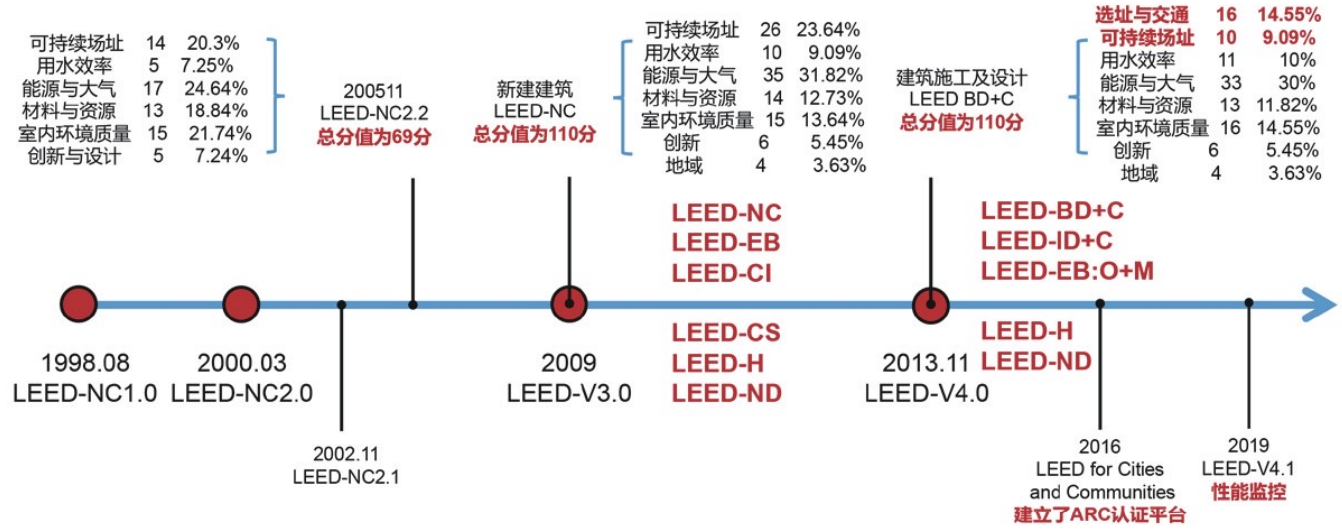 可持续场址 14 20.3%
用水效率 5 7.25%
能源与大气 17 24.64%
材料与资源 13 18.84%
室内环境质量 15 21.74%
创新与设计 5 7.24%
200511
LEED-NC2.2
总分值为69分
新建建筑
LEED-NC
总分值为110分
可持续场址 26 23.64%
用水效率 10 9.09%
能源与大气 35 31.82%
材料与资源 14 12.73%
室内环境质量 15 13.64%
创新 6 5.45%
地域 4 3.63%
建筑施工及设计
LEED BD+C
总分值为110分
选址与交通 16 14.55%
可持续场址 10 9.09%
用水效率 11 10%
能源与大气 33 30%
材料与资源 13 11.82%
室内环境质量 16 14.55%
创新 6 5.45%
地域 4 3.63%
LEED-NC
LEED-EB
LEED-CI
LEED-BD+C
LEED-ID+C
LEED-EB:O+M
1998.08
LEED-NC1.0
2000.03
LEED-NC2.0
2002.11
LEED-NC2.1
2009
LEED-V3.0
LEED-CS
LEED-H
LEED-ND
2013.11
LEED-V4.0
LEED-H
LEED-ND
2016
LEED for Cities
and Communities
建立了ARC认证平台
2019
LEED-V4.1
性能监控